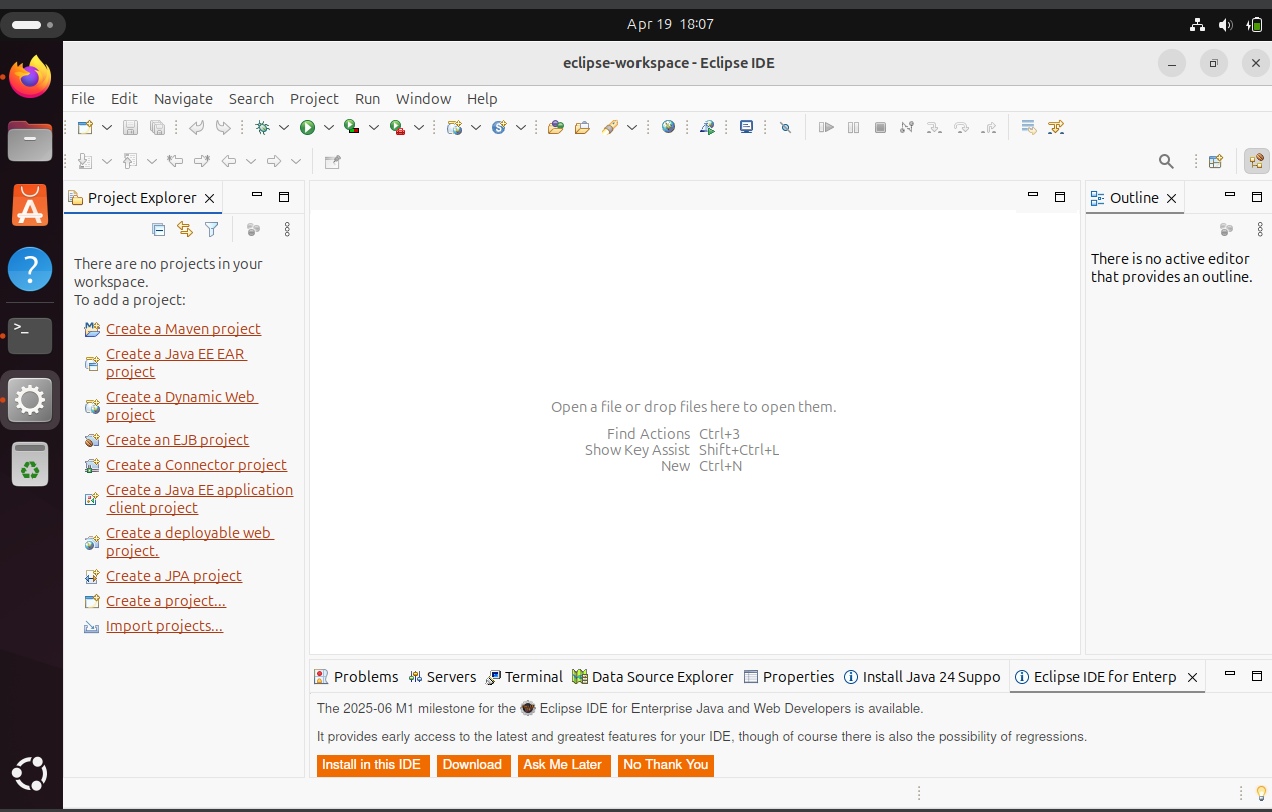 Apr 19 18:07
eclipse-workspace - Eclipse IDE
File Edit Navigate Search Project Run Window Help
Project Explorer
Outline
There are no projects in your
workspace.
To add a project:
Create a Maven project
Create a Java EE EAR
project
Create a Dynamic Web
project
Create an EJB project
Create a Connector project
Create a Java EE application
client project
Create a deployable web
project.
Create a JPA project
Create a project...
Import projects...
Open a file or drop files here to open them.
Find Actions Ctrl+3
Show Key Assist Shift+Ctrl+L
New Ctrl+N
There is no active editor
that provides an outline.
Problems Servers Terminal Data Source Explorer Properties Install Java 24 Suppo Eclipse IDE for Enterp
The 2025-06 M1 milestone for the Eclipse IDE for Enterprise Java and Web Developers is available.
It provides early access to the latest and greatest features for your IDE, though of course there is also the possibility of regressions.
Install in this IDE Download Ask Me Later No Thank You